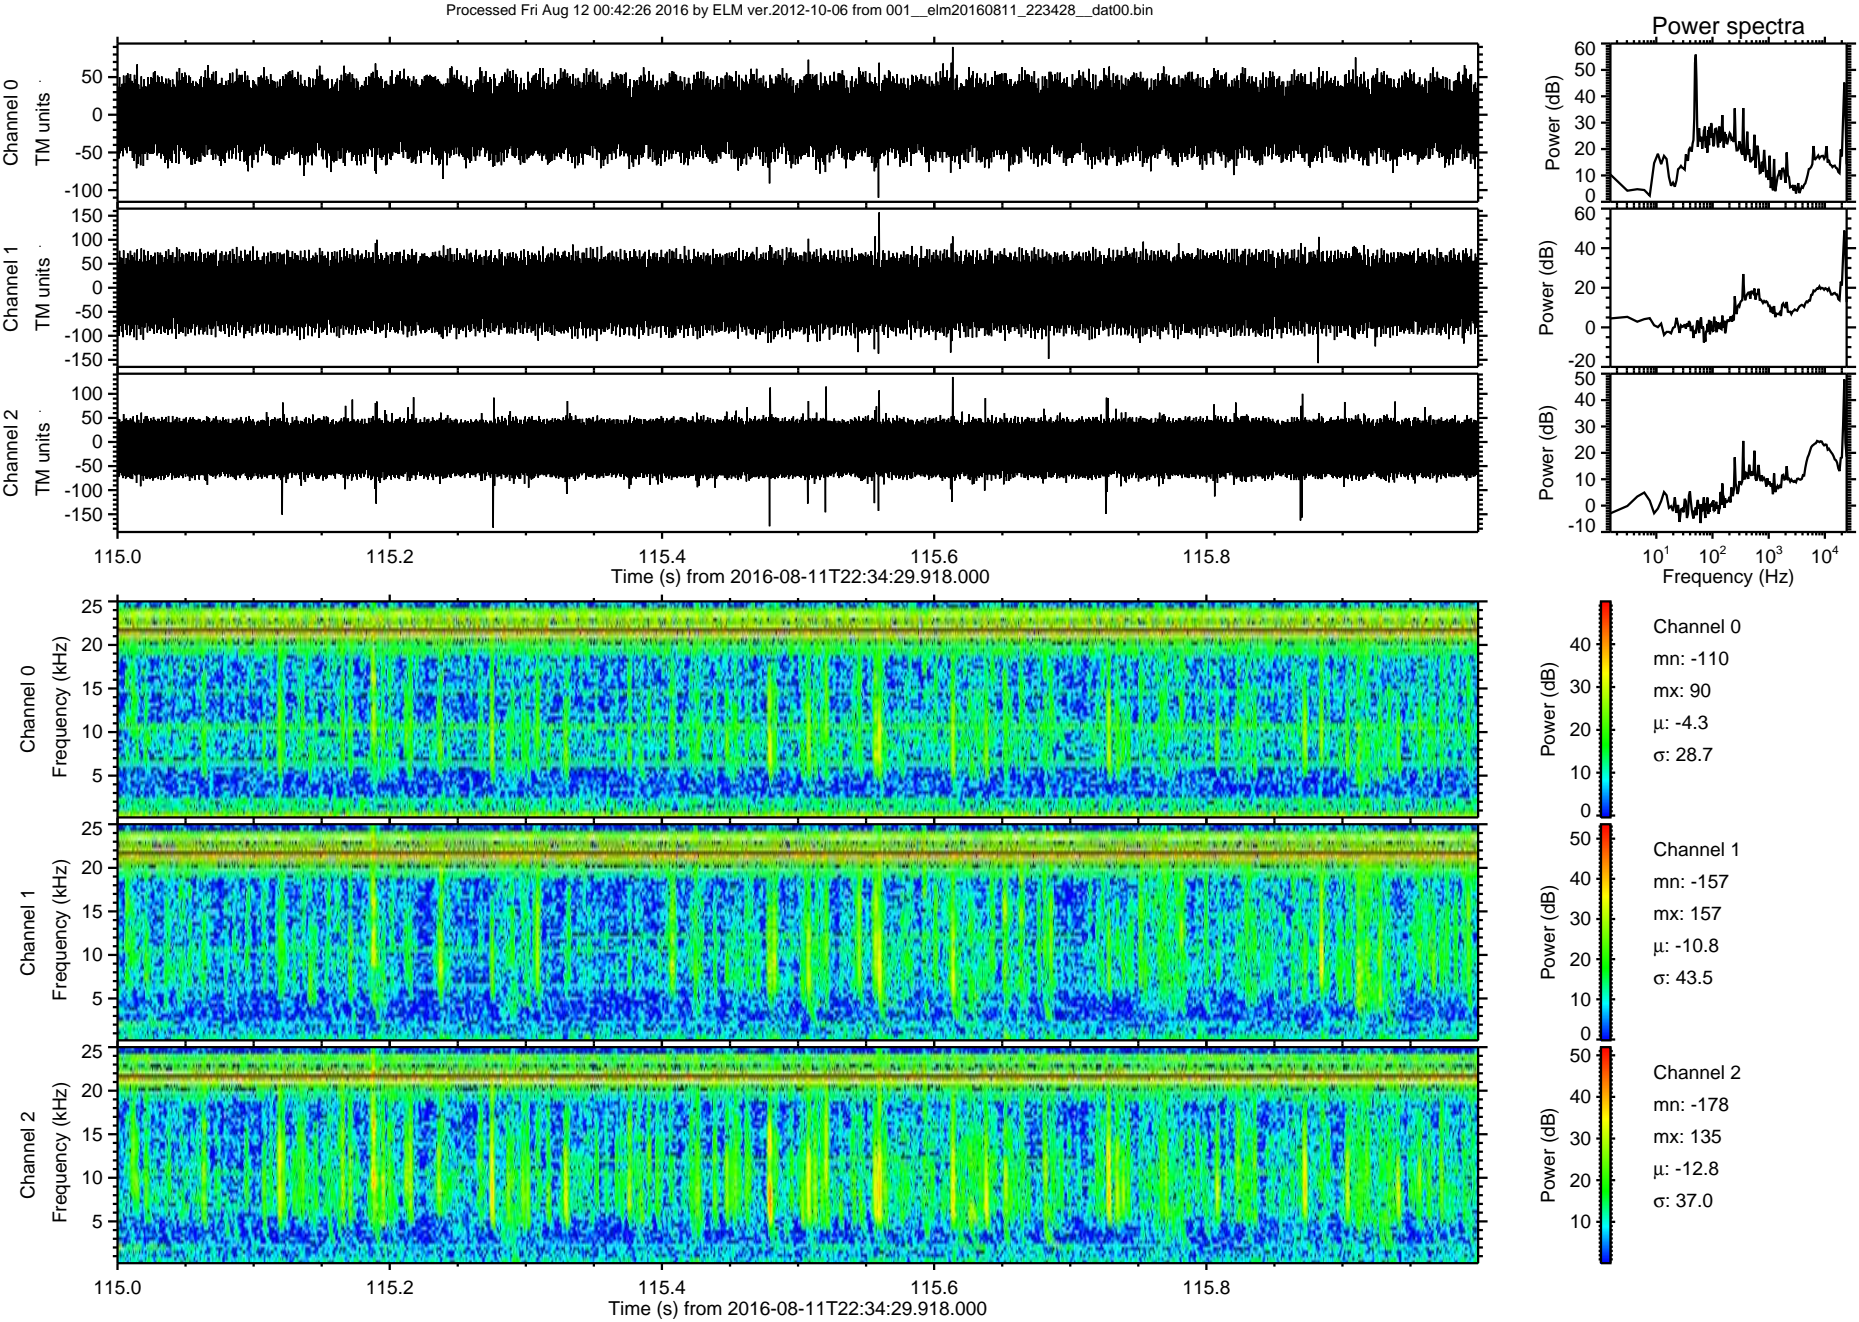 Processed Fri Aug 12 00:42:26 2016 by ELM ver.2012-10-06 from 001__elm20160811_223428__dat00.bin
Power spectra
Channel 0
TM units
50
0
-50
-100
Power (dB)
60
50
40
30
20
10
0
Channel 1
TM units
150
100
50
0
-50
-100
-150
Power (dB)
60
40
20
0
-20
Channel 2
TM units
100
50
0
-50
-100
-150
Power (dB)
50
40
30
20
10
0
-10
115.0 115.2 115.4 115.6 115.8
Time (s) from 2016-08-11T22:34:29.918.000
10^1 10^2 10^3 10^4
Frequency (Hz)
Channel 0
Frequency (kHz)
25
20
15
10
5
Power (dB)
40
30
20
10
0
Channel 0
mn: -110
mx: 90
μ: -4.3
σ: 28.7
Channel 1
Frequency (kHz)
25
20
15
10
5
Power (dB)
50
40
30
20
10
0
Channel 1
mn: -157
mx: 157
μ: -10.8
σ: 43.5
Channel 2
Frequency (kHz)
25
20
15
10
5
Power (dB)
50
40
30
20
10
Channel 2
mn: -178
mx: 135
μ: -12.8
σ: 37.0
115.0 115.2 115.4 115.6 115.8
Time (s) from 2016-08-11T22:34:29.918.000